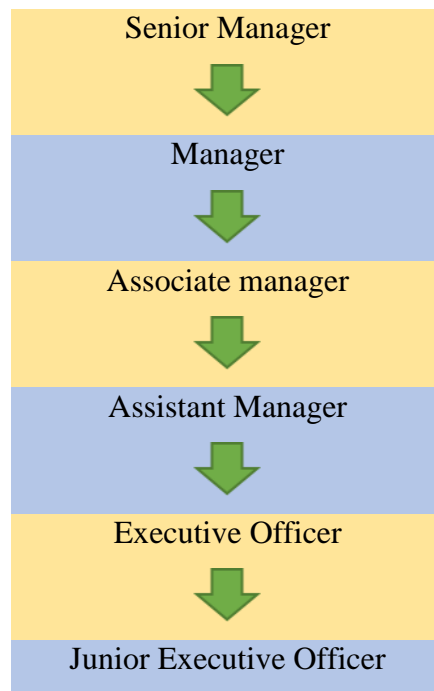 Senior Manager
Manager
Associate manager
Assistant Manager
Executive Officer
Junior Executive Officer